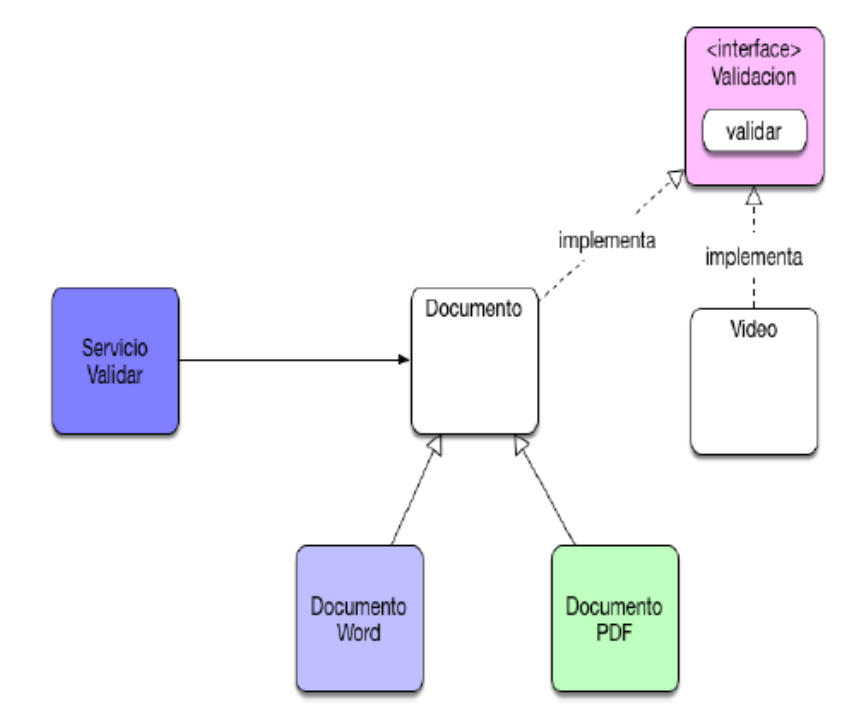 <interface>
Validacion
validar
implementa
implementa
Documento
Video
Servicio
Validar
Documento
Word
Documento
PDF